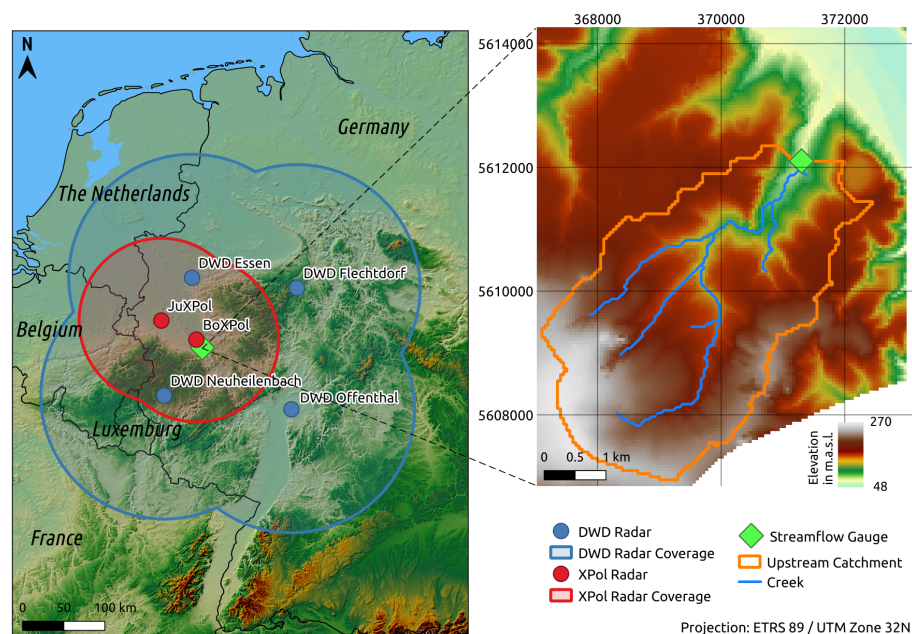 N
Germany
The Netherlands
DWD Essen
DWD Flechtdorf
JuXPol
BoXPol
Belgium
DWD Neuheilenbach
DWD Offenthal
Luxemburg
France
0 50 100 km
368000 370000 372000
5614000
5612000
5610000
5608000
0 0.5 1 km
Elevation
in m.a.s.l.
270
48
DWD Radar
DWD Radar Coverage
XPol Radar
XPol Radar Coverage
Streamflow Gauge
Upstream Catchment
Creek
Projection: ETRS 89 / UTM Zone 32N